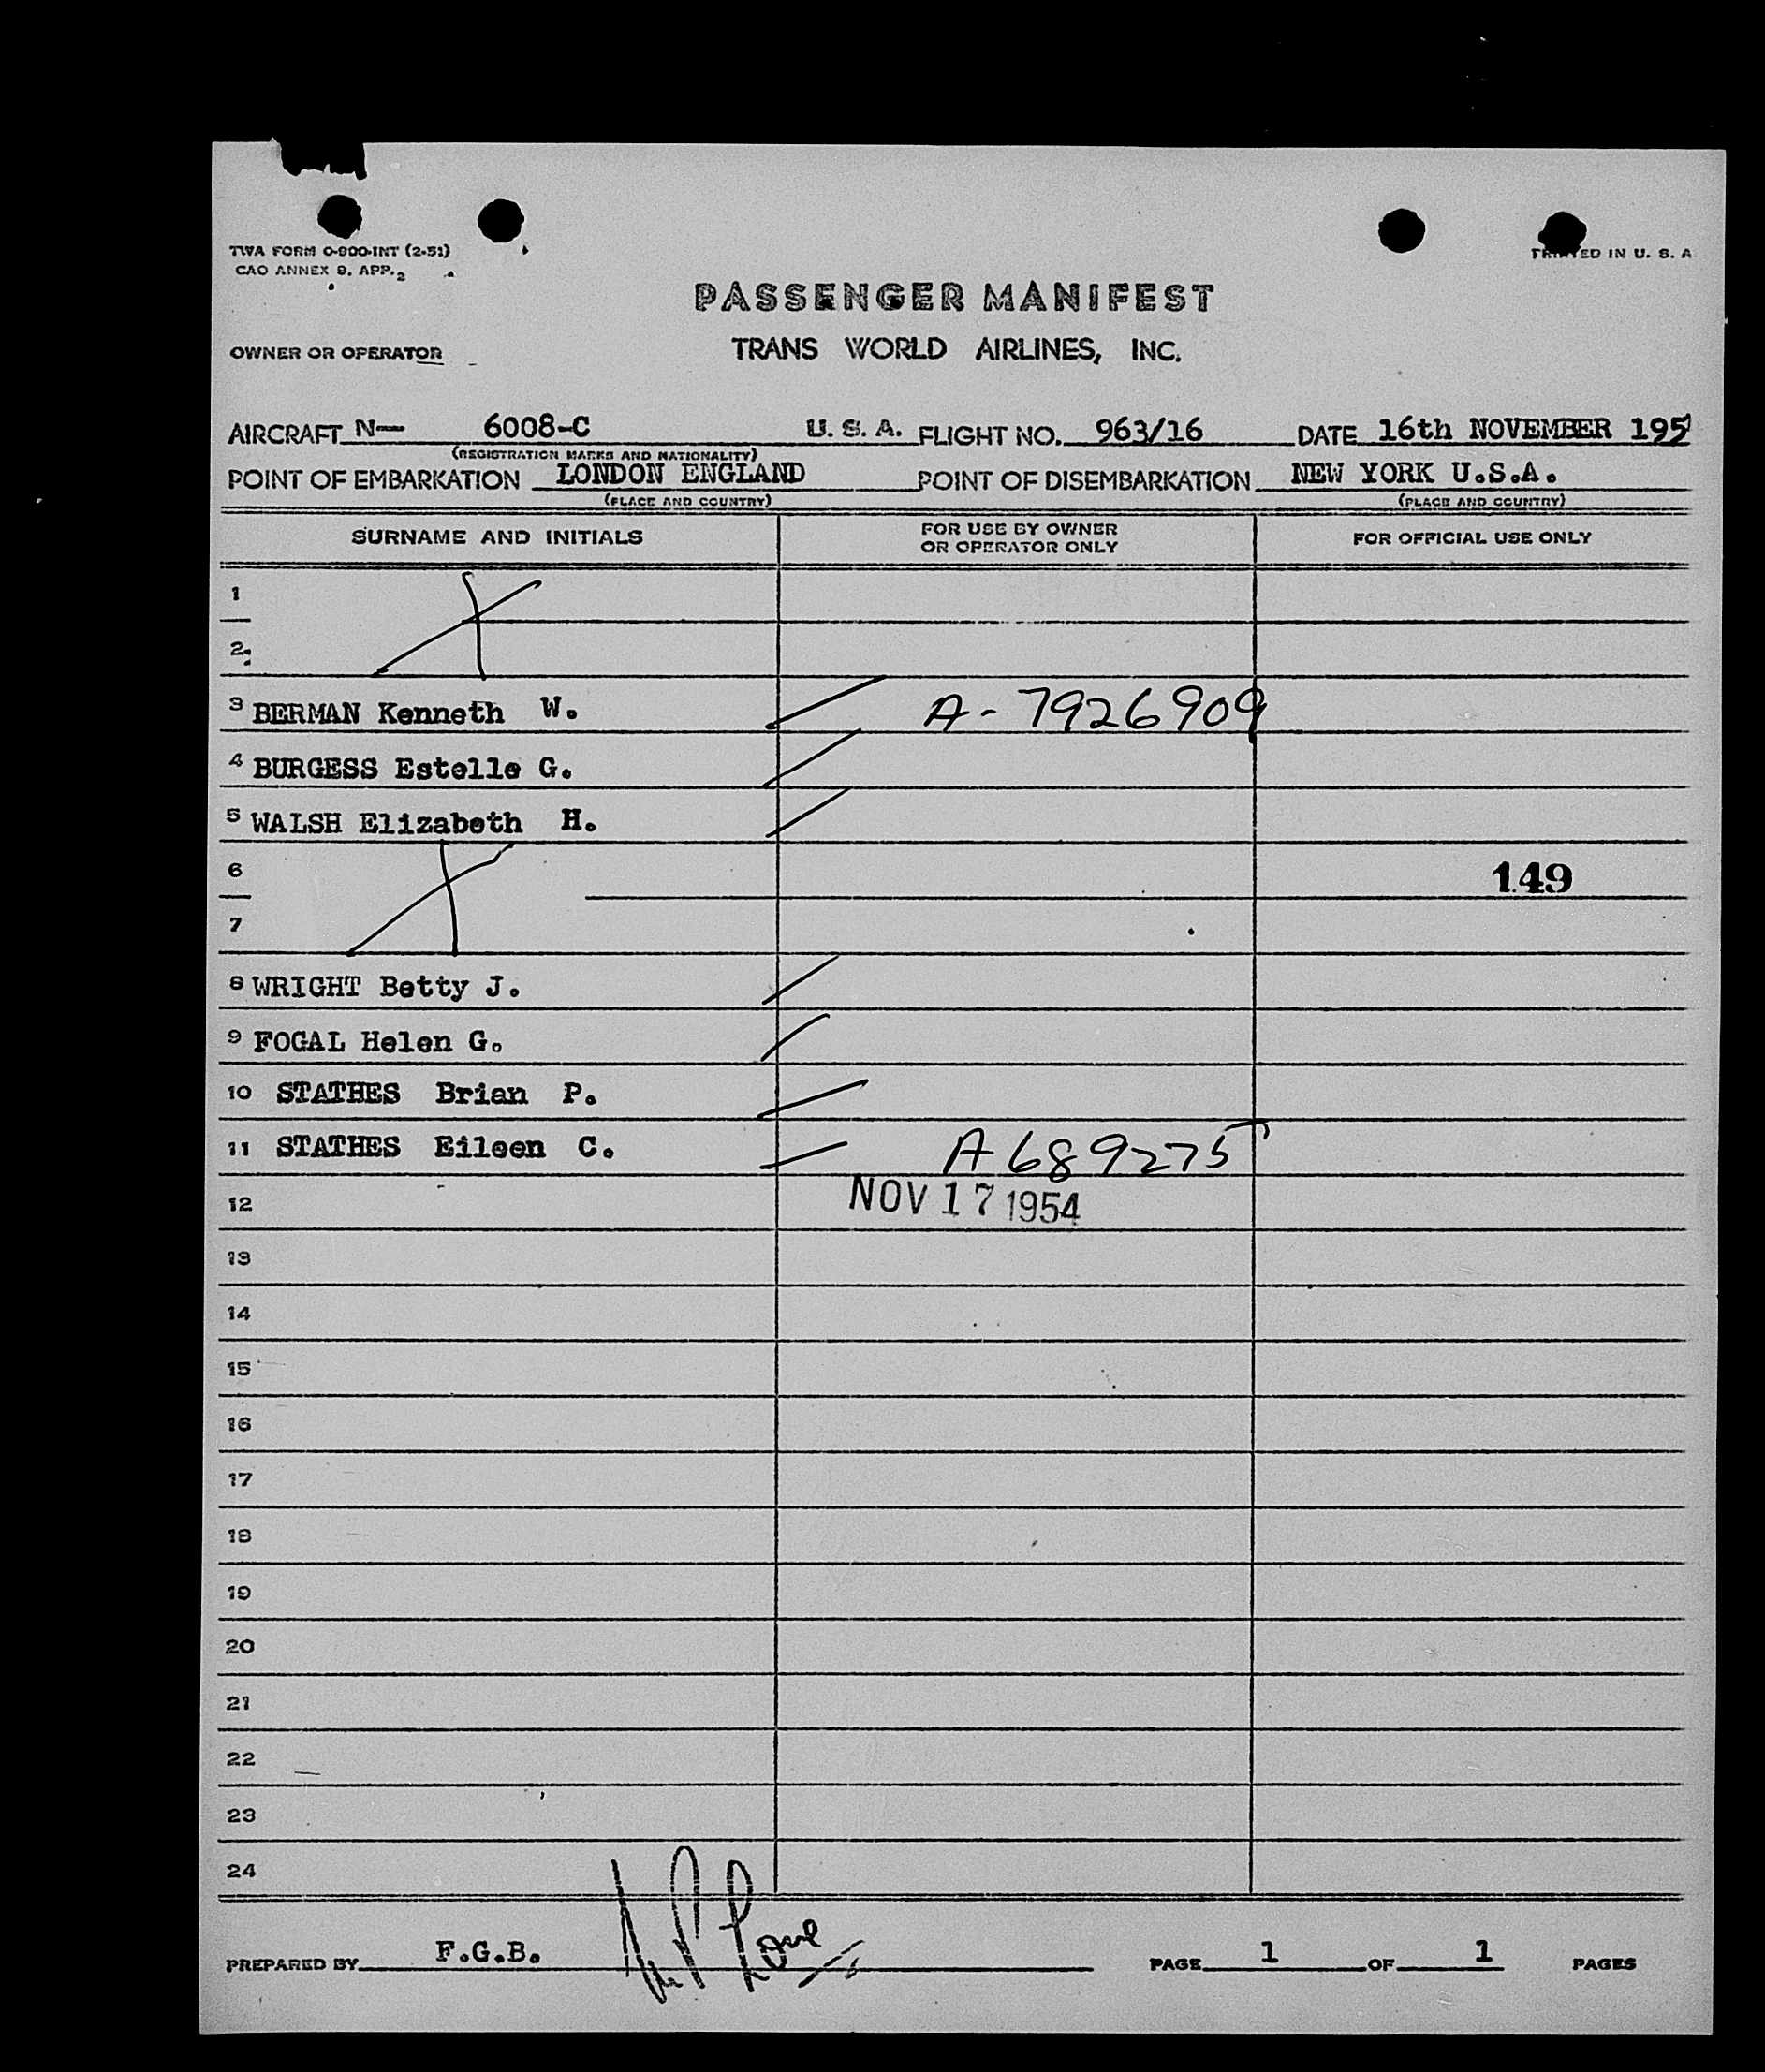 TWA FORM O-900-INT (2-51)
CAO ANNEX 9, APP. 2
PRINTED IN U. S. A
PASSENGER MANIFEST
OWNER OR OPERATOR TRANS WORLD AIRLINES, INC.
AIRCRAFT N— 6008-C U. S. A. FLIGHT NO. 963/16 DATE 16th NOVEMBER 195
(REGISTRATION MARKS AND NATIONALITY)
POINT OF EMBARKATION LONDON ENGLAND POINT OF DISEMBARKATION NEW YORK U.S.A.
(PLACE AND COUNTRY) (PLACE AND COUNTRY)
SURNAME AND INITIALS FOR USE BY OWNER OR OPERATOR ONLY FOR OFFICIAL USE ONLY
1
2.
3 BERMAN Kenneth W. A-7926909
4 BURGESS Estelle G.
5 WALSH Elizabeth H.
6 149
7
8 WRIGHT Betty J.
9 FOGAL Helen G.
10 STATHES Brian P.
11 STATHES Eileen C. A689275
12 NOV 17 1954
13
14
15
16
17
18
19
20
21
22
23
24
PREPARED BY F.G.B. PAGE 1 OF 1 PAGES